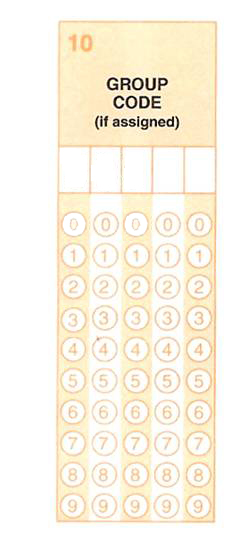 10
GROUP
CODE
(if assigned)
0 0 0 0 0
1 1 1 1 1
2 2 2 2 2
3 3 3 3 3
4 4 4 4 4
5 5 5 5 5
6 6 6 6 6
7 7 7 7 7
8 8 8 8 8
9 9 9 9 9